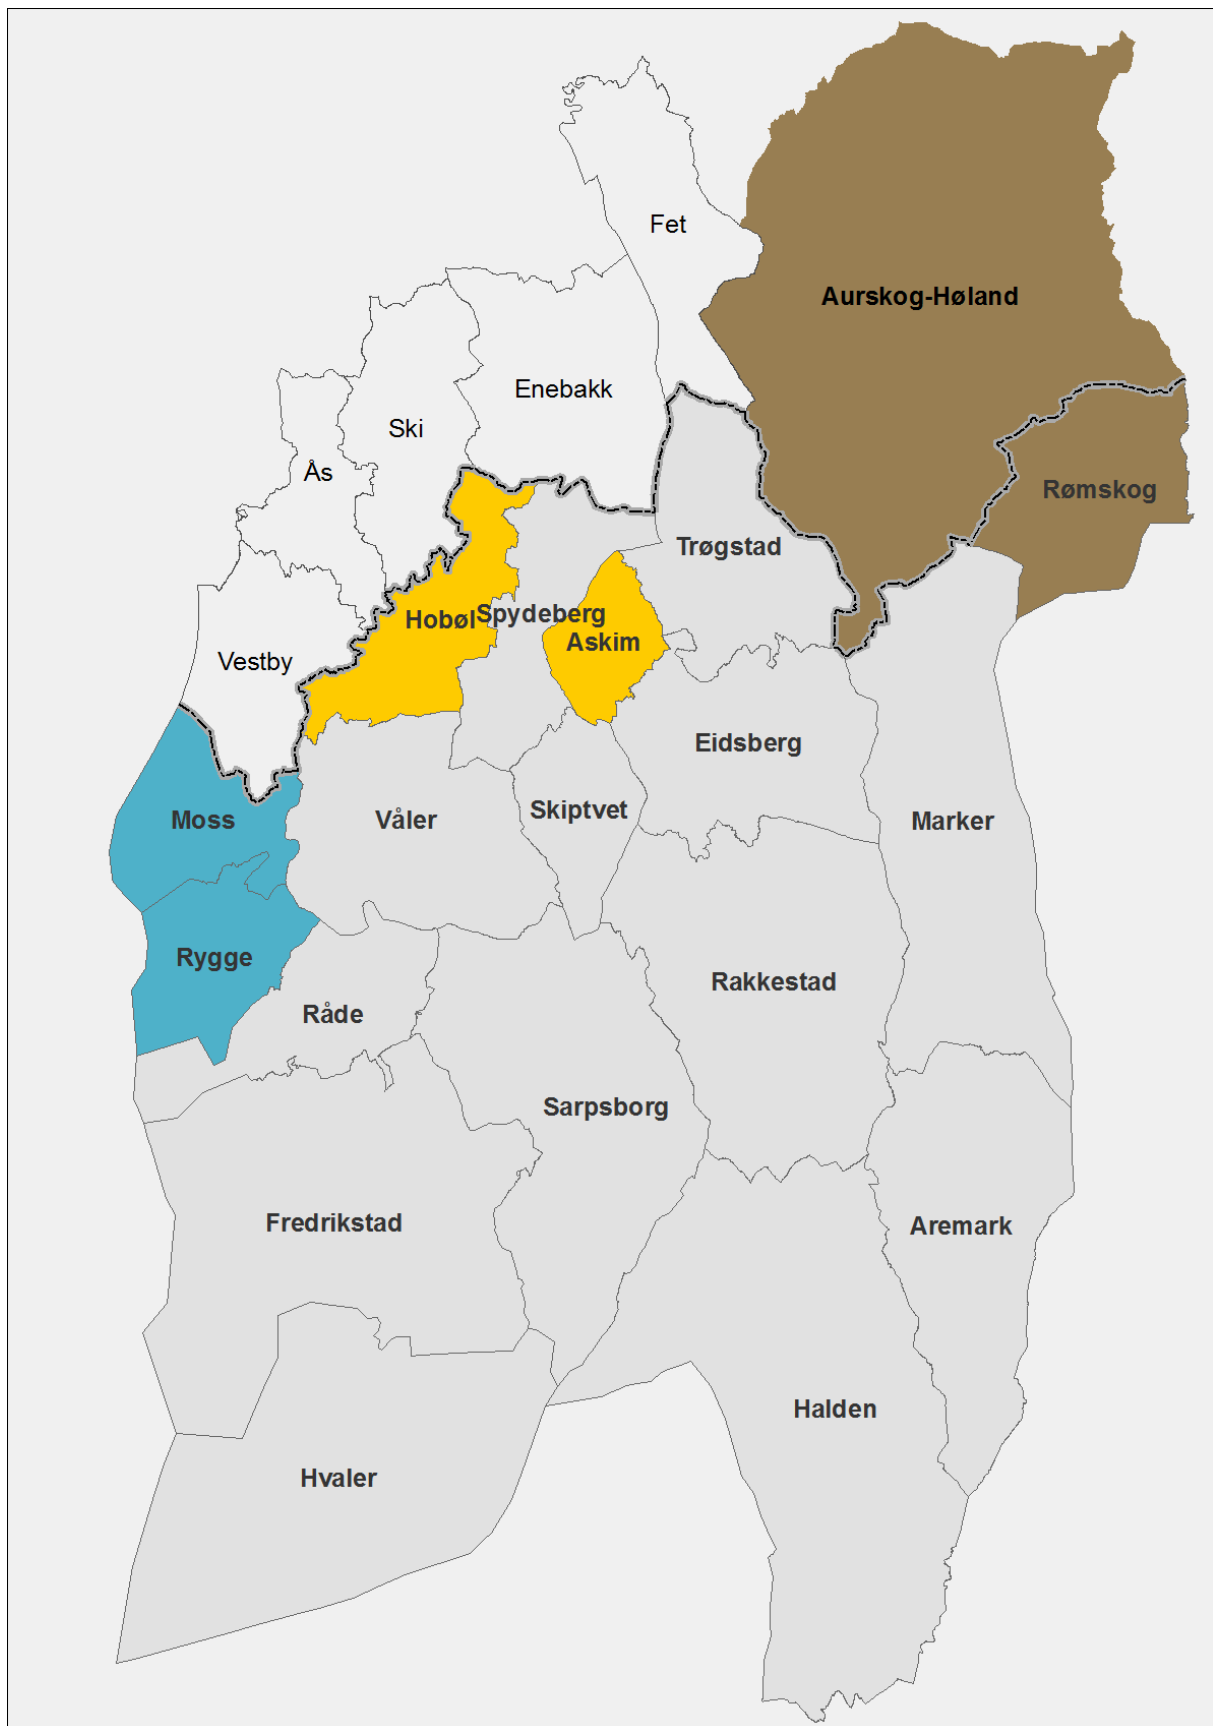 Fet
Aurskog-Høland
Enebakk
Ski
Ås
Rømskog
Trøgstad
Hobøl
Spydeberg
Askim
Vestby
Eidsberg
Moss
Våler
Skiptvet
Marker
Rygge
Råde
Rakkestad
Sarpsborg
Fredrikstad
Aremark
Halden
Hvaler